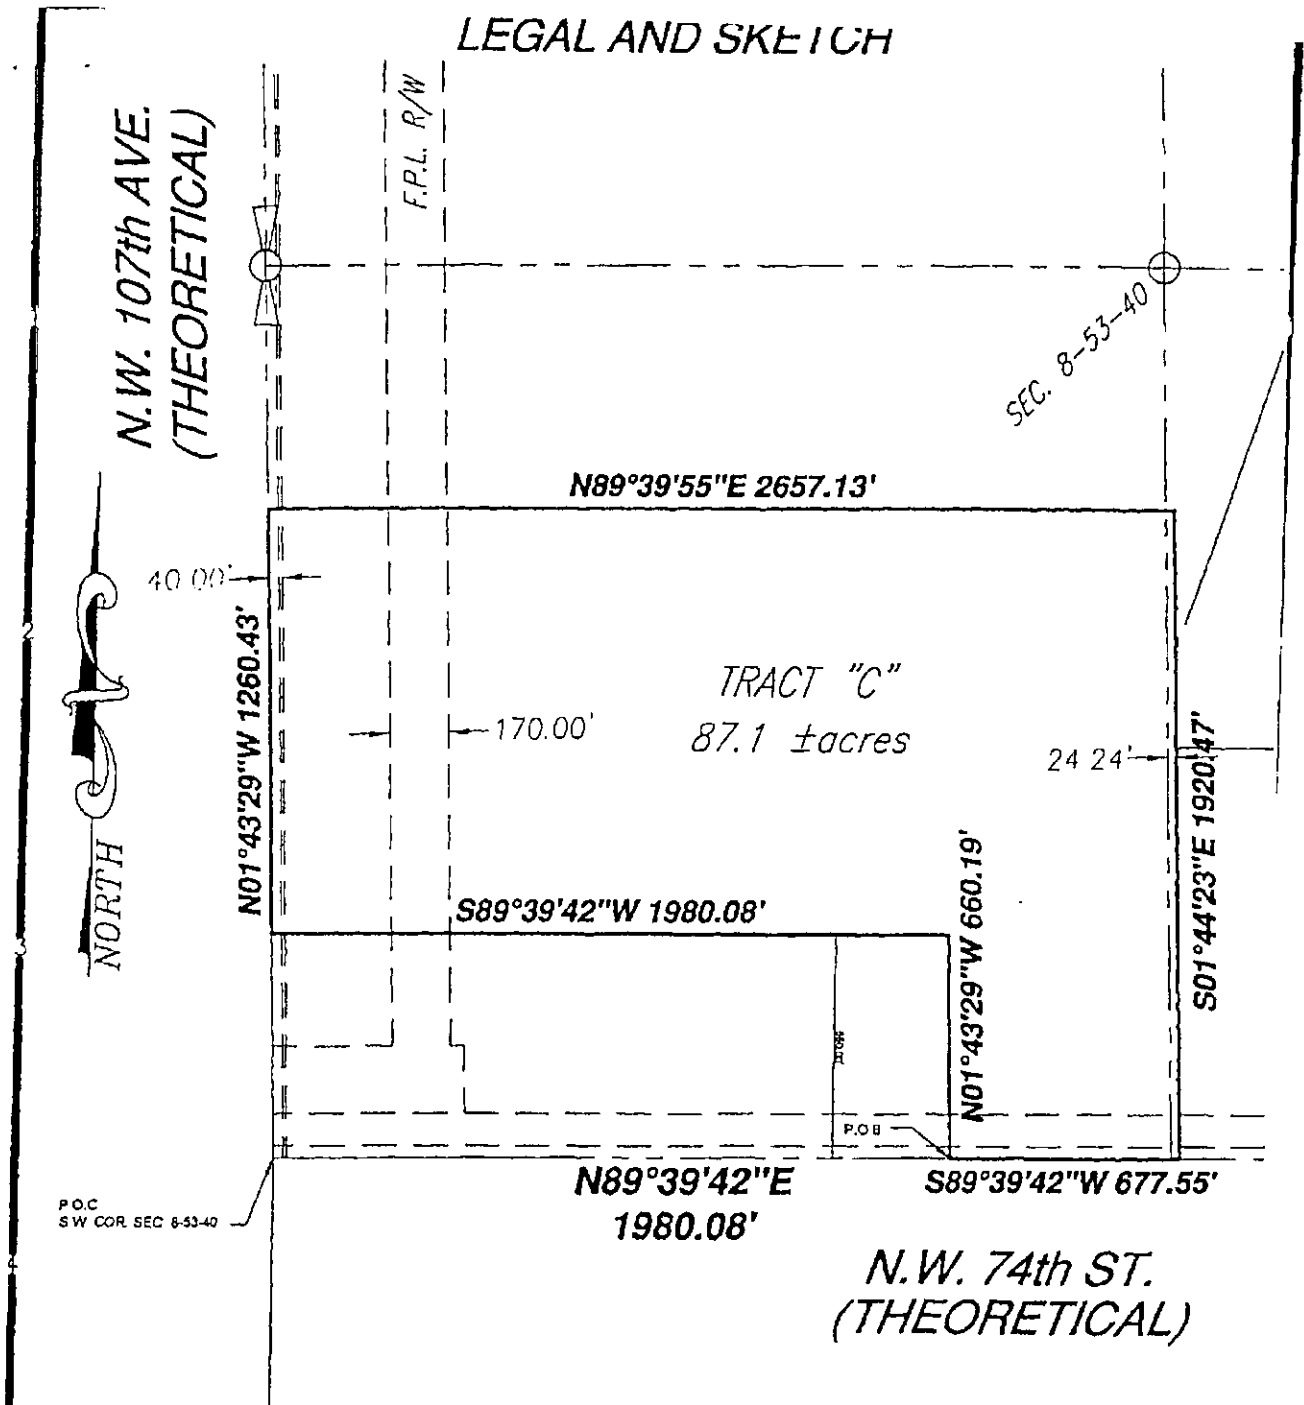 LEGAL AND SKETCH
N.W. 107th AVE.
(THEORETICAL)
F.P.L. R/W
SEC. 8-53-40
N89°39'55"E 2657.13'
40.00'
N01°43'29"W 1260.43'
TRACT "C"
87.1 ±acres
170.00'
24 24'
S01°44'23"E 1920.47'
NORTH
S89°39'42"W 1980.08'
N01°43'29"W 660.19'
P.O B
P.O.C
S W COR. SEC 8-53-40
N89°39'42"E
1980.08'
S89°39'42"W 677.55'
N.W. 74th ST.
(THEORETICAL)
2
3